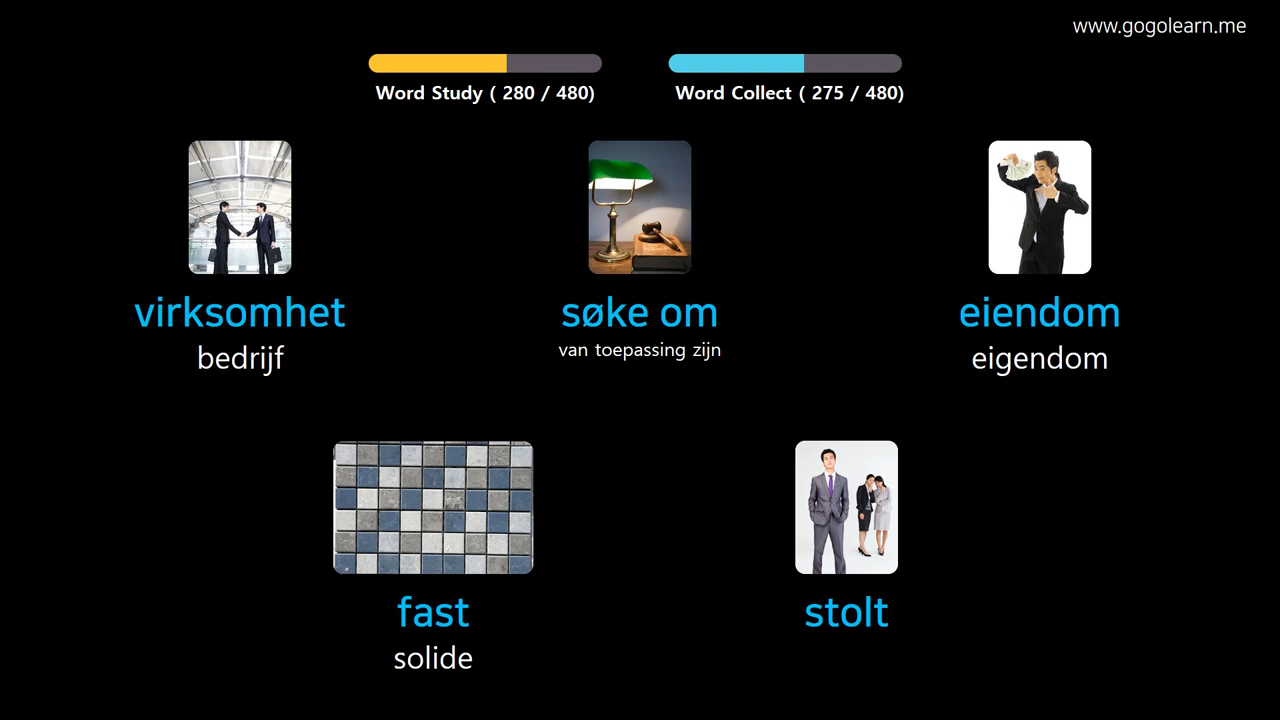 www.gogolearn.me
Word Study ( 280 / 480)
Word Collect ( 275 / 480)
virksomhet
bedrijf
søke om
van toepassing zijn
eiendom
eigendom
fast
solide
stolt